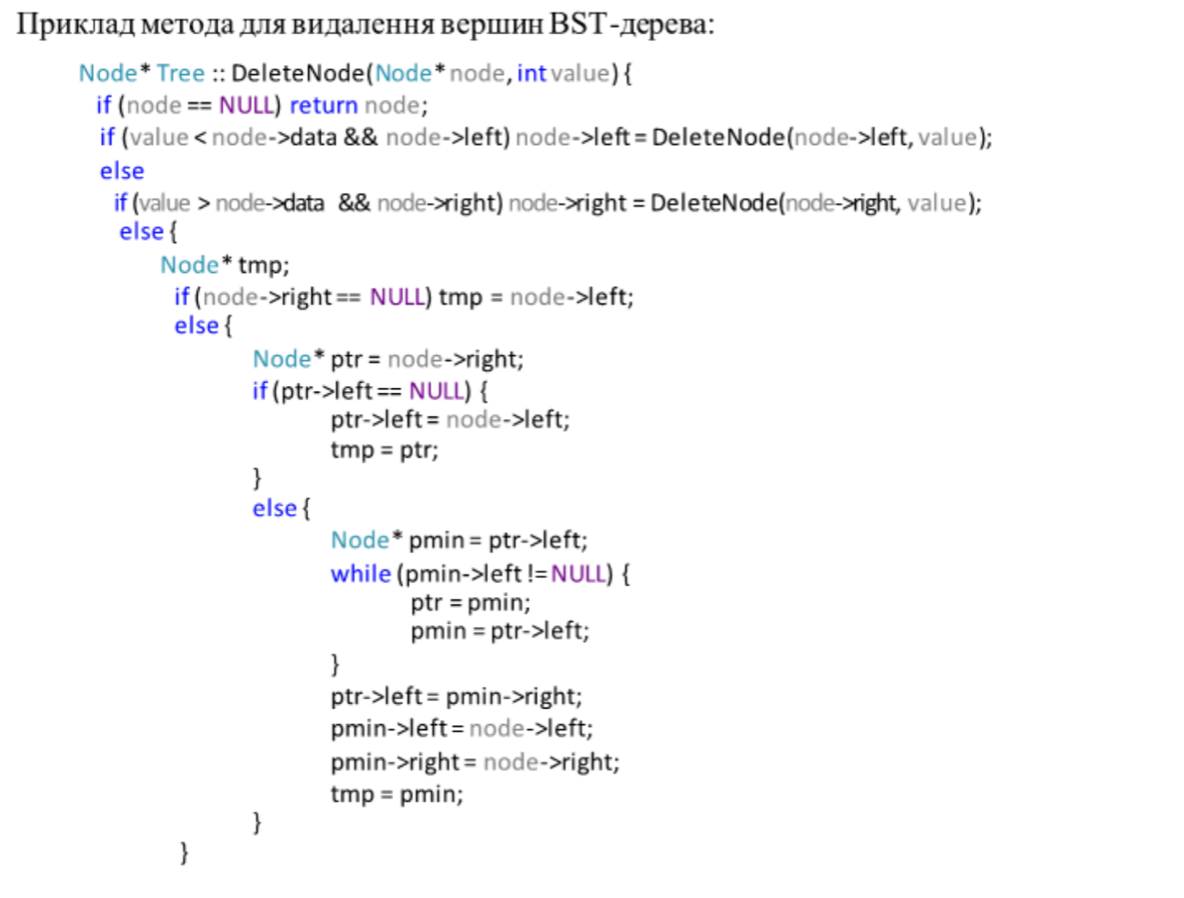 Приклад метода для видалення вершин BST-дерева:
Node* Tree :: DeleteNode(Node* node, int value) {
if (node == NULL) return node;
if (value < node->data && node->left) node->left = DeleteNode(node->left, value);
else
if (value > node->data && node->right) node->right = DeleteNode(node->right, value);
else {
Node* tmp;
if (node->right == NULL) tmp = node->left;
else {
Node* ptr = node->right;
if (ptr->left == NULL) {
ptr->left = node->left;
tmp = ptr;
}
else {
Node* pmin = ptr->left;
while (pmin->left != NULL) {
ptr = pmin;
pmin = ptr->left;
}
ptr->left = pmin->right;
pmin->left = node->left;
pmin->right = node->right;
tmp = pmin;
}
}